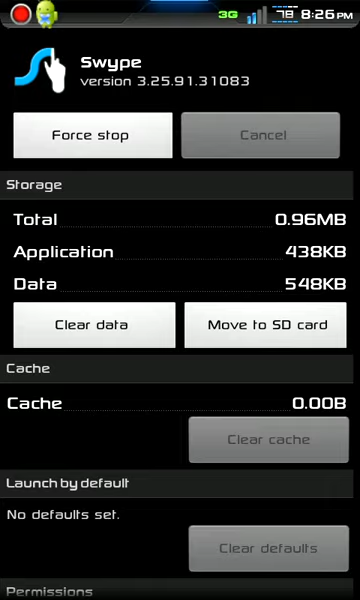 3G 78 8:26PM
Swype
version 3.25.91.31083
Force stop Cancel
Storage
Total 0.96MB
Application 438KB
Data 548KB
Clear data Move to SD card
Cache
Cache 0.00B
Clear cache
Launch by default
No defaults set.
Clear defaults
Permissions